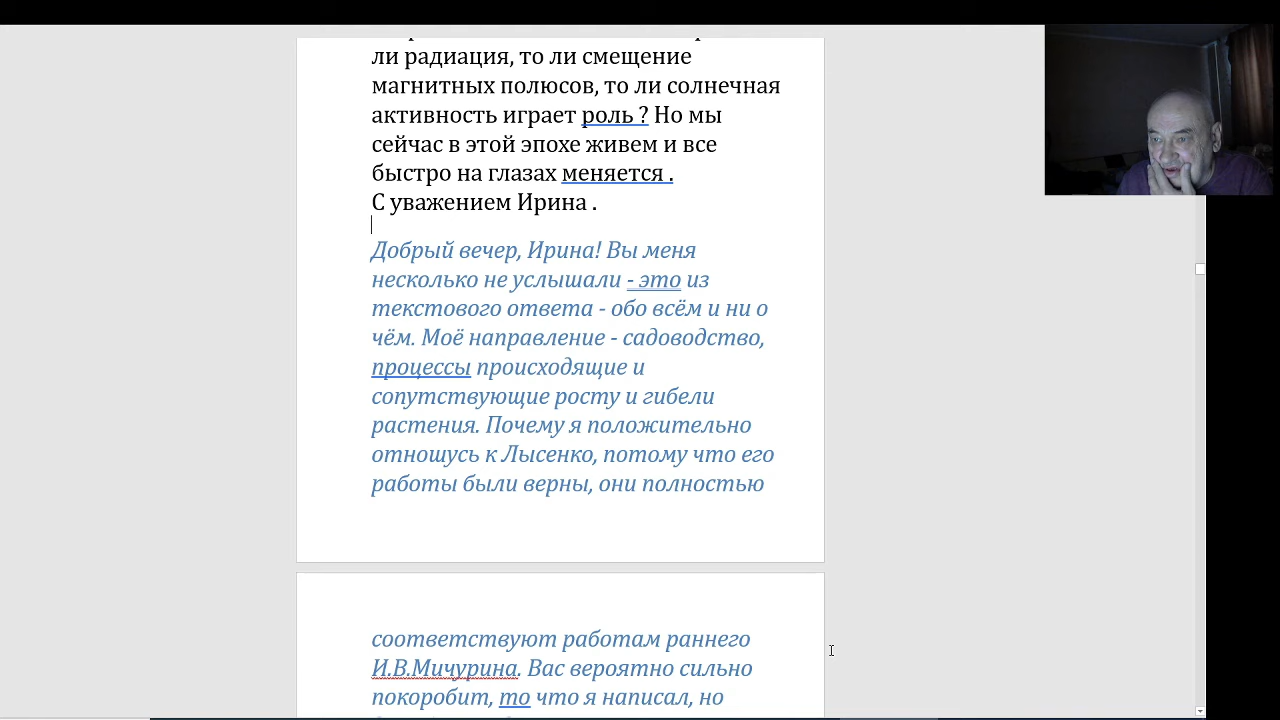 ли радиация, то ли смещение
магнитных полюсов, то ли солнечная
активность играет роль ? Но мы
сейчас в этой эпохе живем и все
быстро на глазах меняется .
С уважением Ирина .
Добрый вечер, Ирина! Вы меня
несколько не услышали - это из
текстового ответа - обо всём и ни о
чём. Моё направление - садоводство,
процессы происходящие и
сопутствующие росту и гибели
растения. Почему я положительно
отношусь к Лысенко, потому что его
работы были верны, они полностью
соответствуют работам раннего
И.В.Мичурина. Вас вероятно сильно
покоробит, то что я написал, но